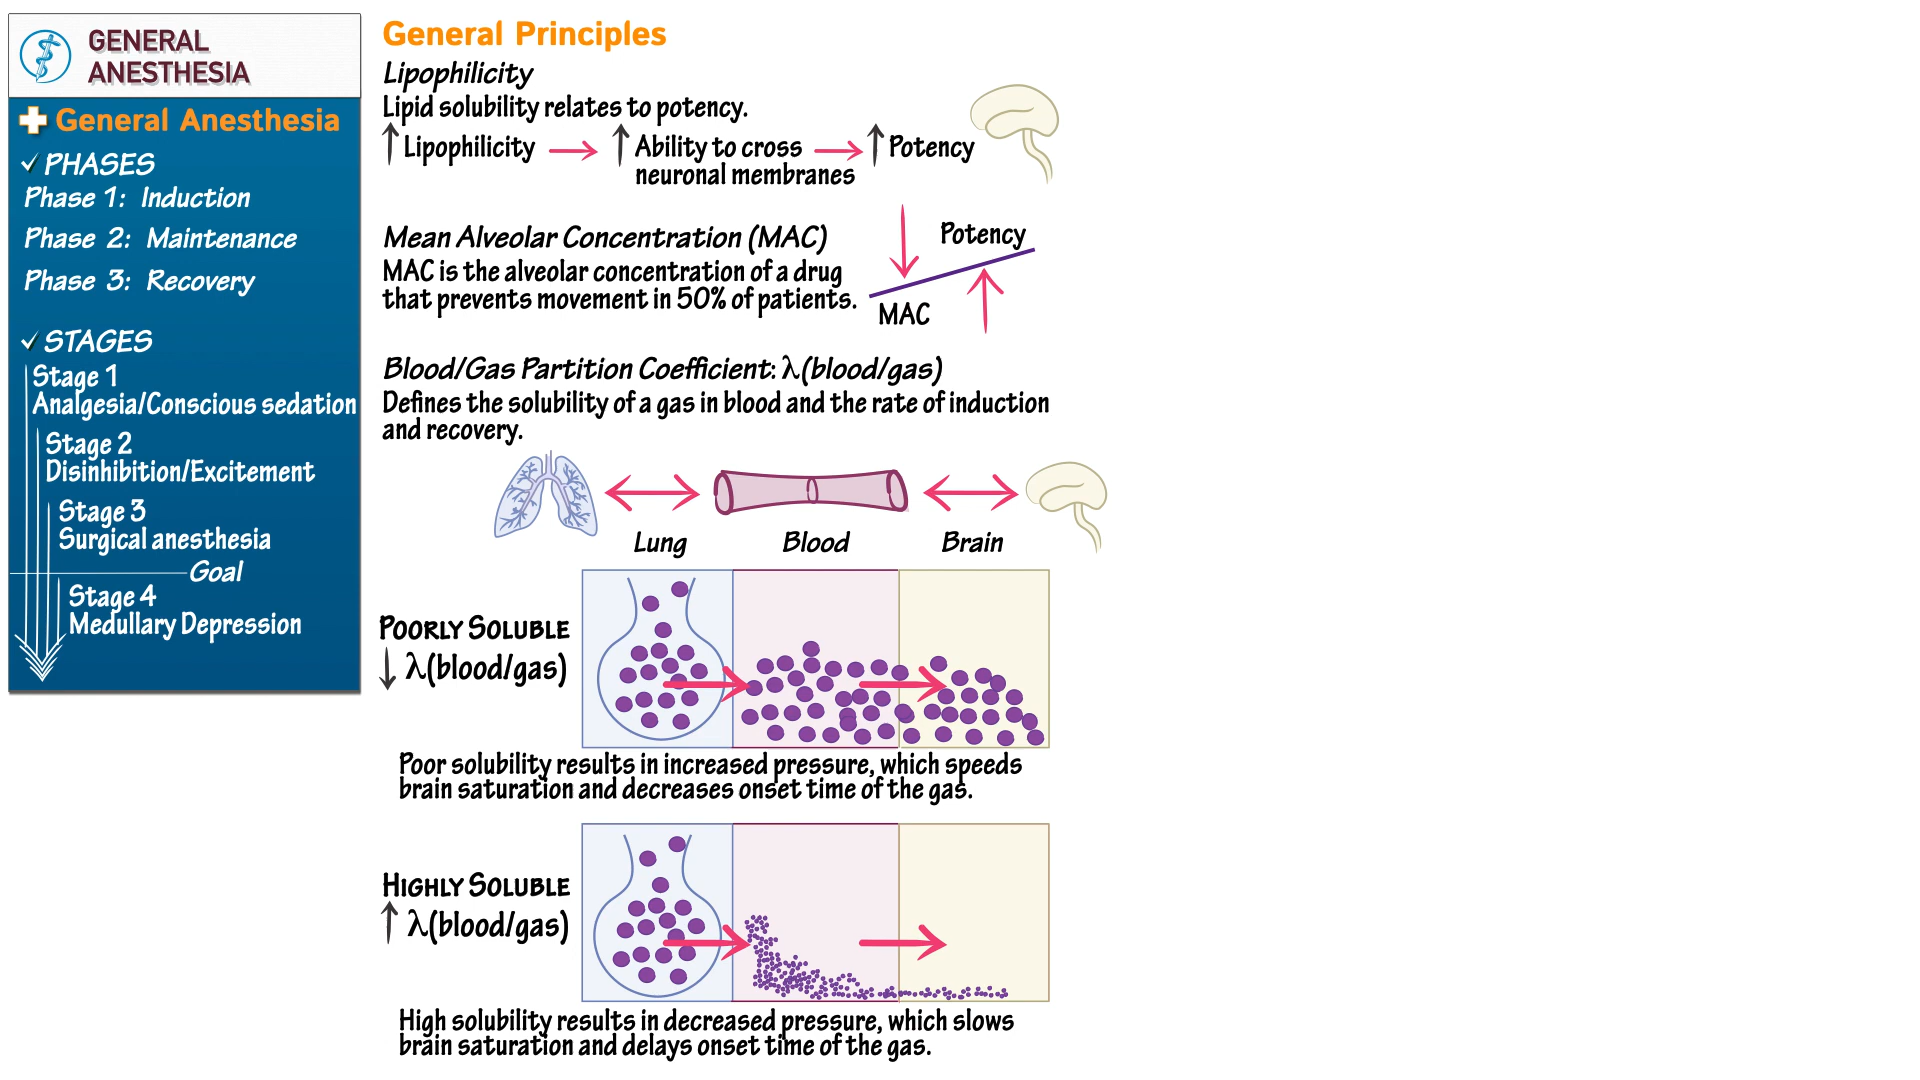 GENERAL
ANESTHESIA
General Anesthesia
✓ PHASES
Phase 1: Induction
Phase 2: Maintenance
Phase 3: Recovery
✓ STAGES
Stage 1
Analgesia/Conscious sedation
Stage 2
Disinhibition/Excitement
Stage 3
Surgical anesthesia
Goal
Stage 4
Medullary Depression
General Principles
Lipophilicity
Lipid solubility relates to potency.
↑ Lipophilicity → ↑ Ability to cross → ↑ Potency
neuronal membranes
Mean Alveolar Concentration (MAC)
MAC is the alveolar concentration of a drug
that prevents movement in 50% of patients.
Potency
MAC
Blood/Gas Partition Coefficient: λ(blood/gas)
Defines the solubility of a gas in blood and the rate of induction
and recovery.
Lung Blood Brain
POORLY SOLUBLE
↓ λ(blood/gas)
Poor solubility results in increased pressure, which speeds
brain saturation and decreases onset time of the gas.
HIGHLY SOLUBLE
↑ λ(blood/gas)
High solubility results in decreased pressure, which slows
brain saturation and delays onset time of the gas.